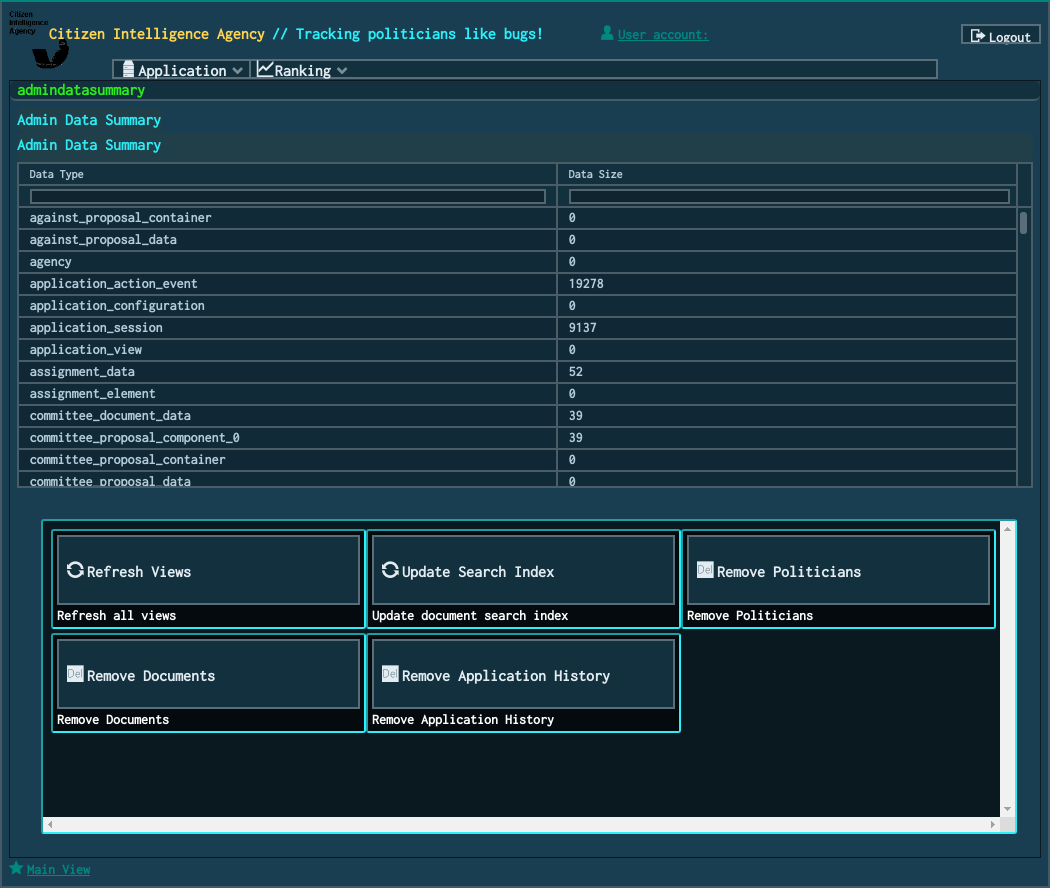 Citizen
Intelligence
Agency
Citizen Intelligence Agency // Tracking politicians like bugs!
User account:
Logout
Application
Ranking
admindatasummary
Admin Data Summary
Admin Data Summary
Data Type Data Size
against_proposal_container 0
against_proposal_data 0
agency 0
application_action_event 19278
application_configuration 0
application_session 9137
application_view 0
assignment_data 52
assignment_element 0
committee_document_data 39
committee_proposal_component_0 39
committee_proposal_container 0
committee_proposal_data 0
Refresh Views
Update Search Index
Del Remove Politicians
Refresh all views
Update document search index
Remove Politicians
Del Remove Documents
Del Remove Application History
Remove Documents
Remove Application History
Main View